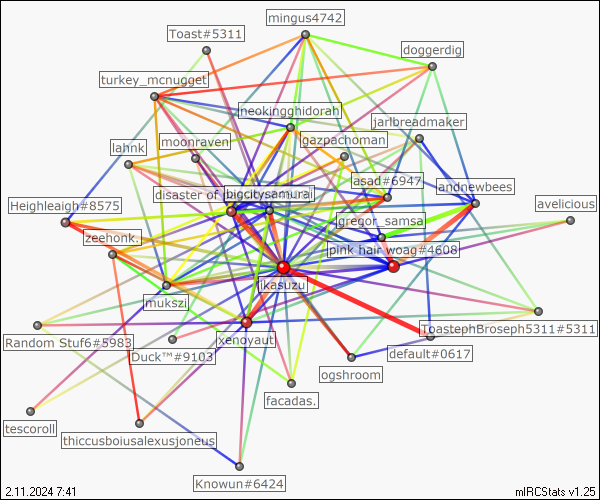 mingus4742
Toast#5311
doggerdig
turkey_mcnugget
neokingghidorah
jarlbreadmaker
gazpachoman
moonraven
lahnk
asad#6947
andnewbees
disaster of
bigcitysamurai
Heighleaigh#8575
avelicious
gregor_samsa
zeehonk.
pink hair woag#4608
ikasuzu
mukszi
ToastephBroseph5311#5311
Random Stuf6#5983
xenoyaut
default#0617
Duck™#9103
ogshroom
facadas.
tescoroll
thiccusboiusalexusjoneus
Knowun#6424
2.11.2024 7:41
mIRCStats v1.25